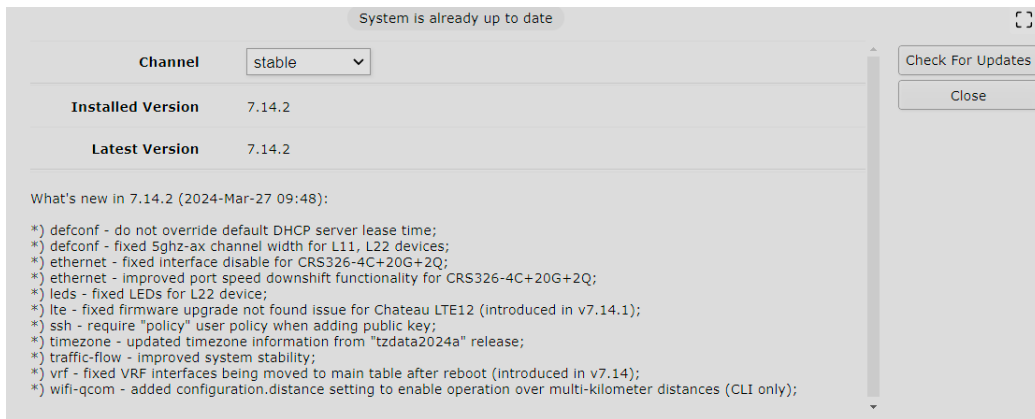 System is already up to date
Channel stable
Check For Updates
Close
Installed Version 7.14.2
Latest Version 7.14.2
What's new in 7.14.2 (2024-Mar-27 09:48):
*) defconf - do not override default DHCP server lease time;
*) defconf - fixed 5ghz-ax channel width for L11, L22 devices;
*) ethernet - fixed interface disable for CRS326-4C+20G+2Q;
*) ethernet - improved port speed downshift functionality for CRS326-4C+20G+2Q;
*) leds - fixed LEDs for L22 device;
*) lte - fixed firmware upgrade not found issue for Chateau LTE12 (introduced in v7.14.1);
*) ssh - require "policy" user policy when adding public key;
*) timezone - updated timezone information from "tzdata2024a" release;
*) traffic-flow - improved system stability;
*) vrf - fixed VRF interfaces being moved to main table after reboot (introduced in v7.14);
*) wifi-qcom - added configuration.distance setting to enable operation over multi-kilometer distances (CLI only);